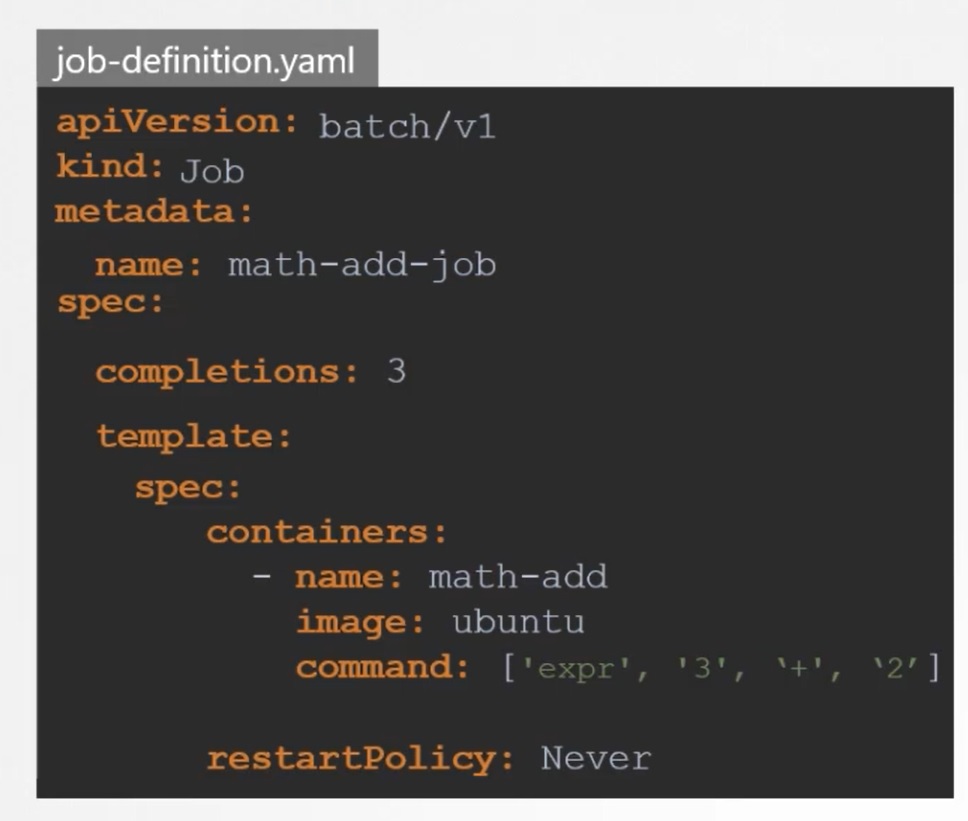 job-definition.yaml
apiVersion: batch/v1
kind: Job
metadata:
name: math-add-job
spec:
completions: 3
template:
spec:
containers:
- name: math-add
image: ubuntu
command: ['expr', '3', ‘+', ‘2’]
restartPolicy: Never